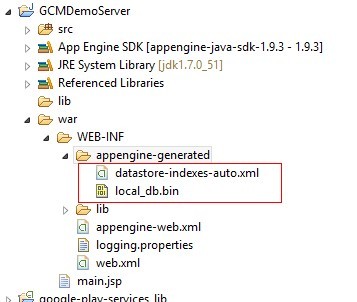 GCMDemoServer
src
App Engine SDK [appengine-java-sdk-1.9.3 - 1.9.3]
JRE System Library [jdk1.7.0_51]
Referenced Libraries
lib
war
WEB-INF
appengine-generated
datastore-indexes-auto.xml
local_db.bin
lib
appengine-web.xml
logging.properties
web.xml
main.jsp
google-play-services_lib